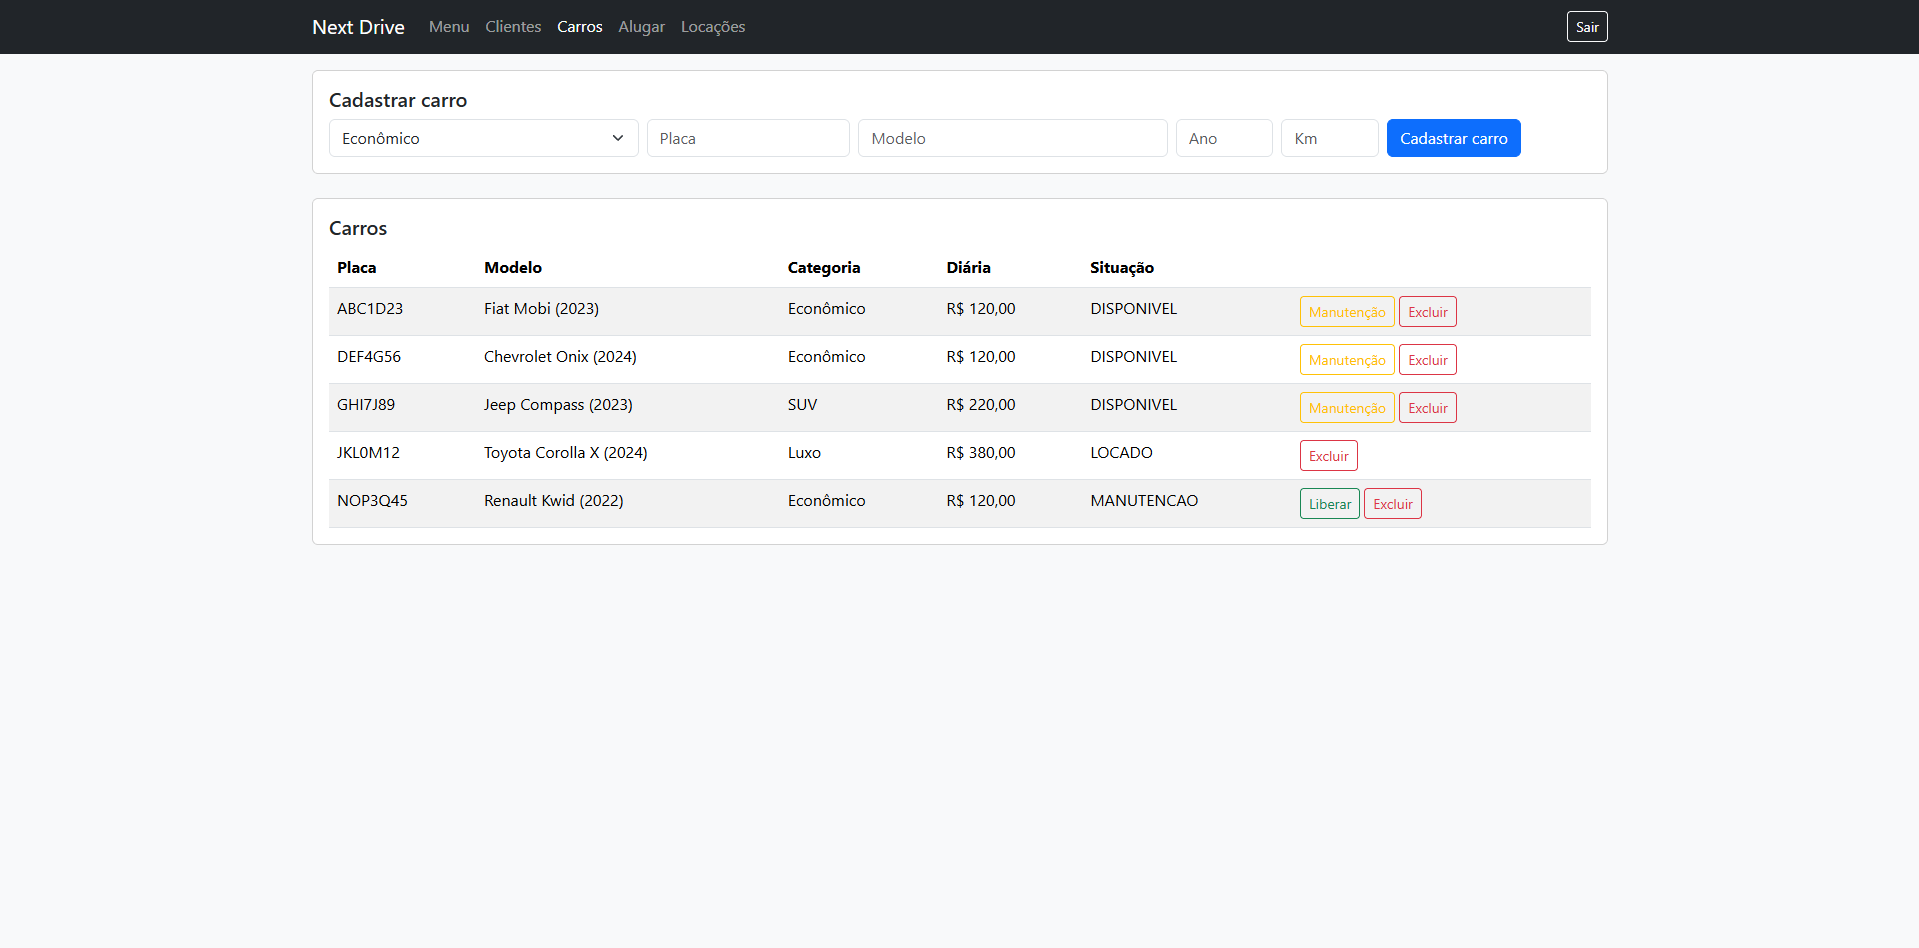 Next Drive Menu Clientes Carros Alugar Locações Sair
Cadastrar carro
Econômico Placa Modelo Ano Km Cadastrar carro
Carros
Placa Modelo Categoria Diária Situação
ABC1D23 Fiat Mobi (2023) Econômico R$ 120,00 DISPONIVEL Manutenção Excluir
DEF4G56 Chevrolet Onix (2024) Econômico R$ 120,00 DISPONIVEL Manutenção Excluir
GHI7J89 Jeep Compass (2023) SUV R$ 220,00 DISPONIVEL Manutenção Excluir
JKL0M12 Toyota Corolla X (2024) Luxo R$ 380,00 LOCADO Excluir
NOP3Q45 Renault Kwid (2022) Econômico R$ 120,00 MANUTENCAO Liberar Excluir